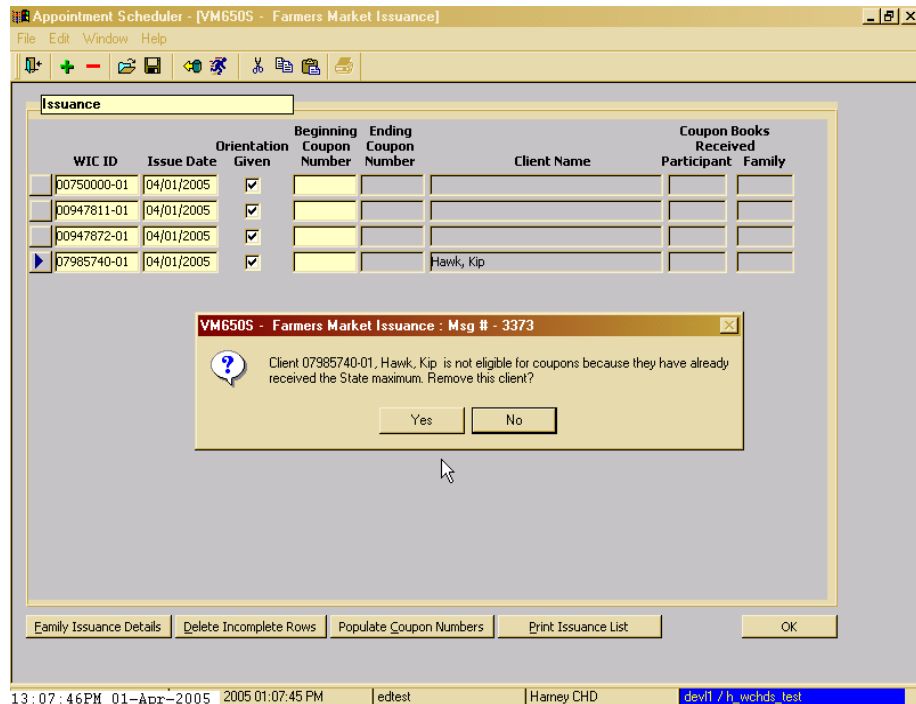 Appointment Scheduler - [VM650S - Farmers Market Issuance]
File Edit Window Help
Issuance
Beginning Ending Coupon Books
Orientation Coupon Coupon Received
WIC ID Issue Date Given Number Number Client Name Participant Family
00750000-01 04/01/2005
00947811-01 04/01/2005
00947872-01 04/01/2005
07985740-01 04/01/2005 Hawk, Kip
VM650S - Farmers Market Issuance : Msg # - 3373
Client 07985740-01, Hawk, Kip is not eligible for coupons because they have already
received the State maximum. Remove this client?
Yes No
Family Issuance Details Delete Incomplete Rows Populate Coupon Numbers Print Issuance List OK
13:07:46PM 01-Apr-2005 2005 01:07:45 PM edtest Harney CHD devl1 / h_wchds_test